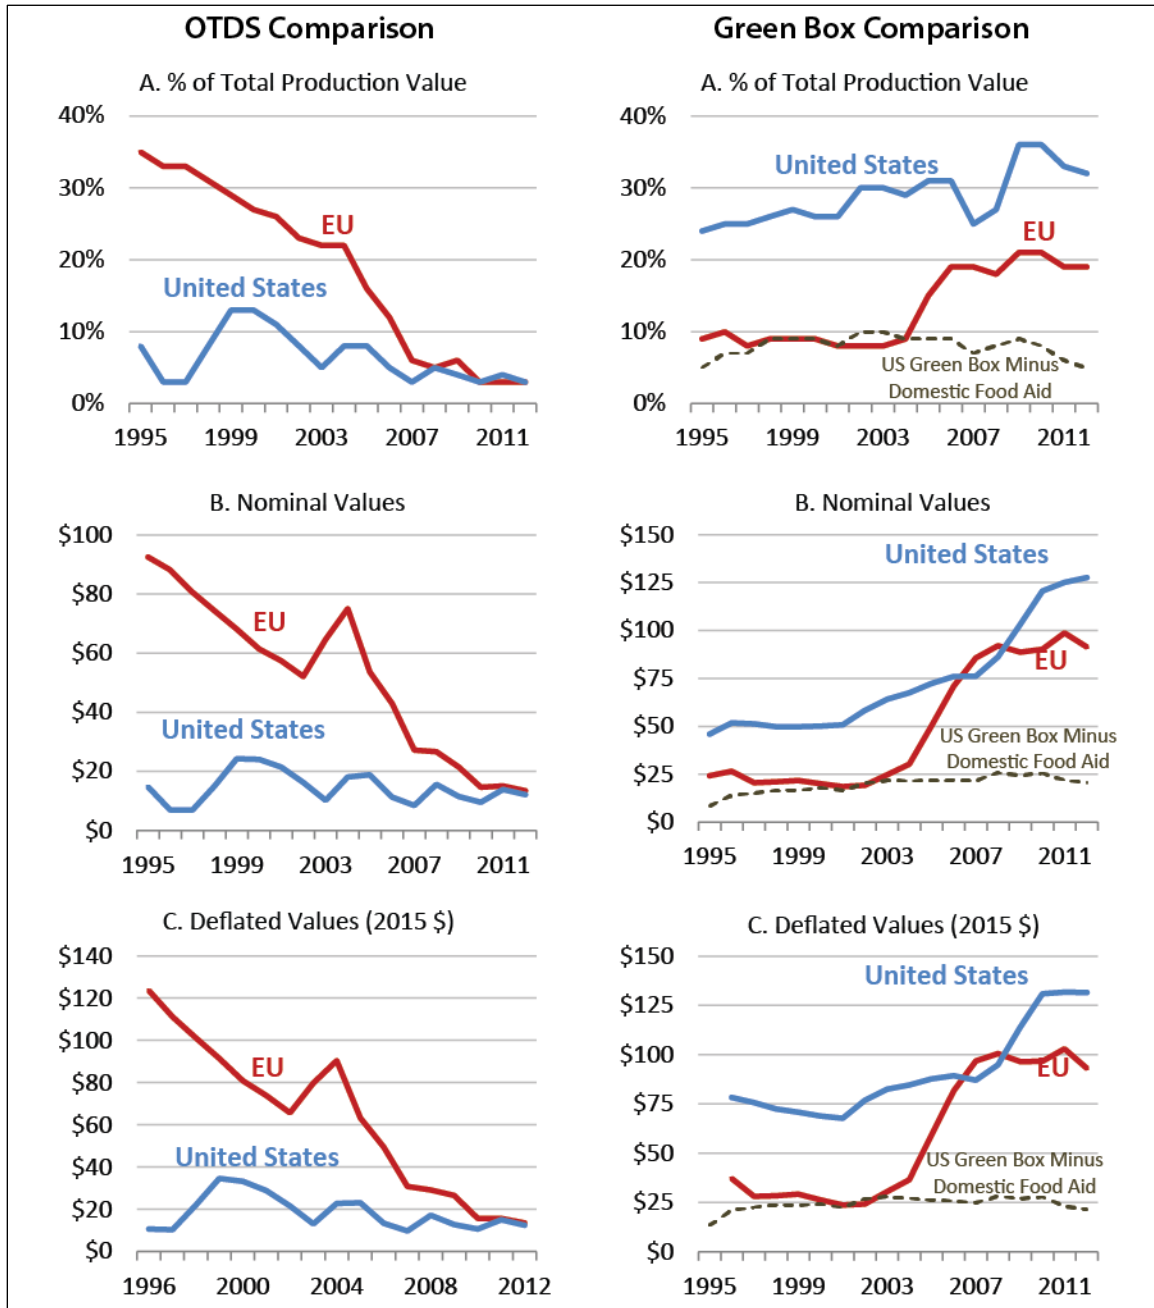 OTDS Comparison
A. % of Total Production Value
40%
30%
20%
10%
0%
EU
United States
1995 1999 2003 2007 2011
B. Nominal Values
$100
$80
$60
$40
$20
$0
EU
United States
1995 1999 2003 2007 2011
C. Deflated Values (2015 $)
$140
$120
$100
$80
$60
$40
$20
$0
EU
United States
1996 2000 2004 2008 2012
Green Box Comparison
A. % of Total Production Value
40%
30%
20%
10%
0%
United States
EU
US Green Box Minus
Domestic Food Aid
1995 1999 2003 2007 2011
B. Nominal Values
$150
$125
$100
$75
$50
$25
$0
United States
EU
US Green Box Minus
Domestic Food Aid
1995 1999 2003 2007 2011
C. Deflated Values (2015 $)
$150
$125
$100
$75
$50
$25
$0
United States
EU
US Green Box Minus
Domestic Food Aid
1995 1999 2003 2007 2011